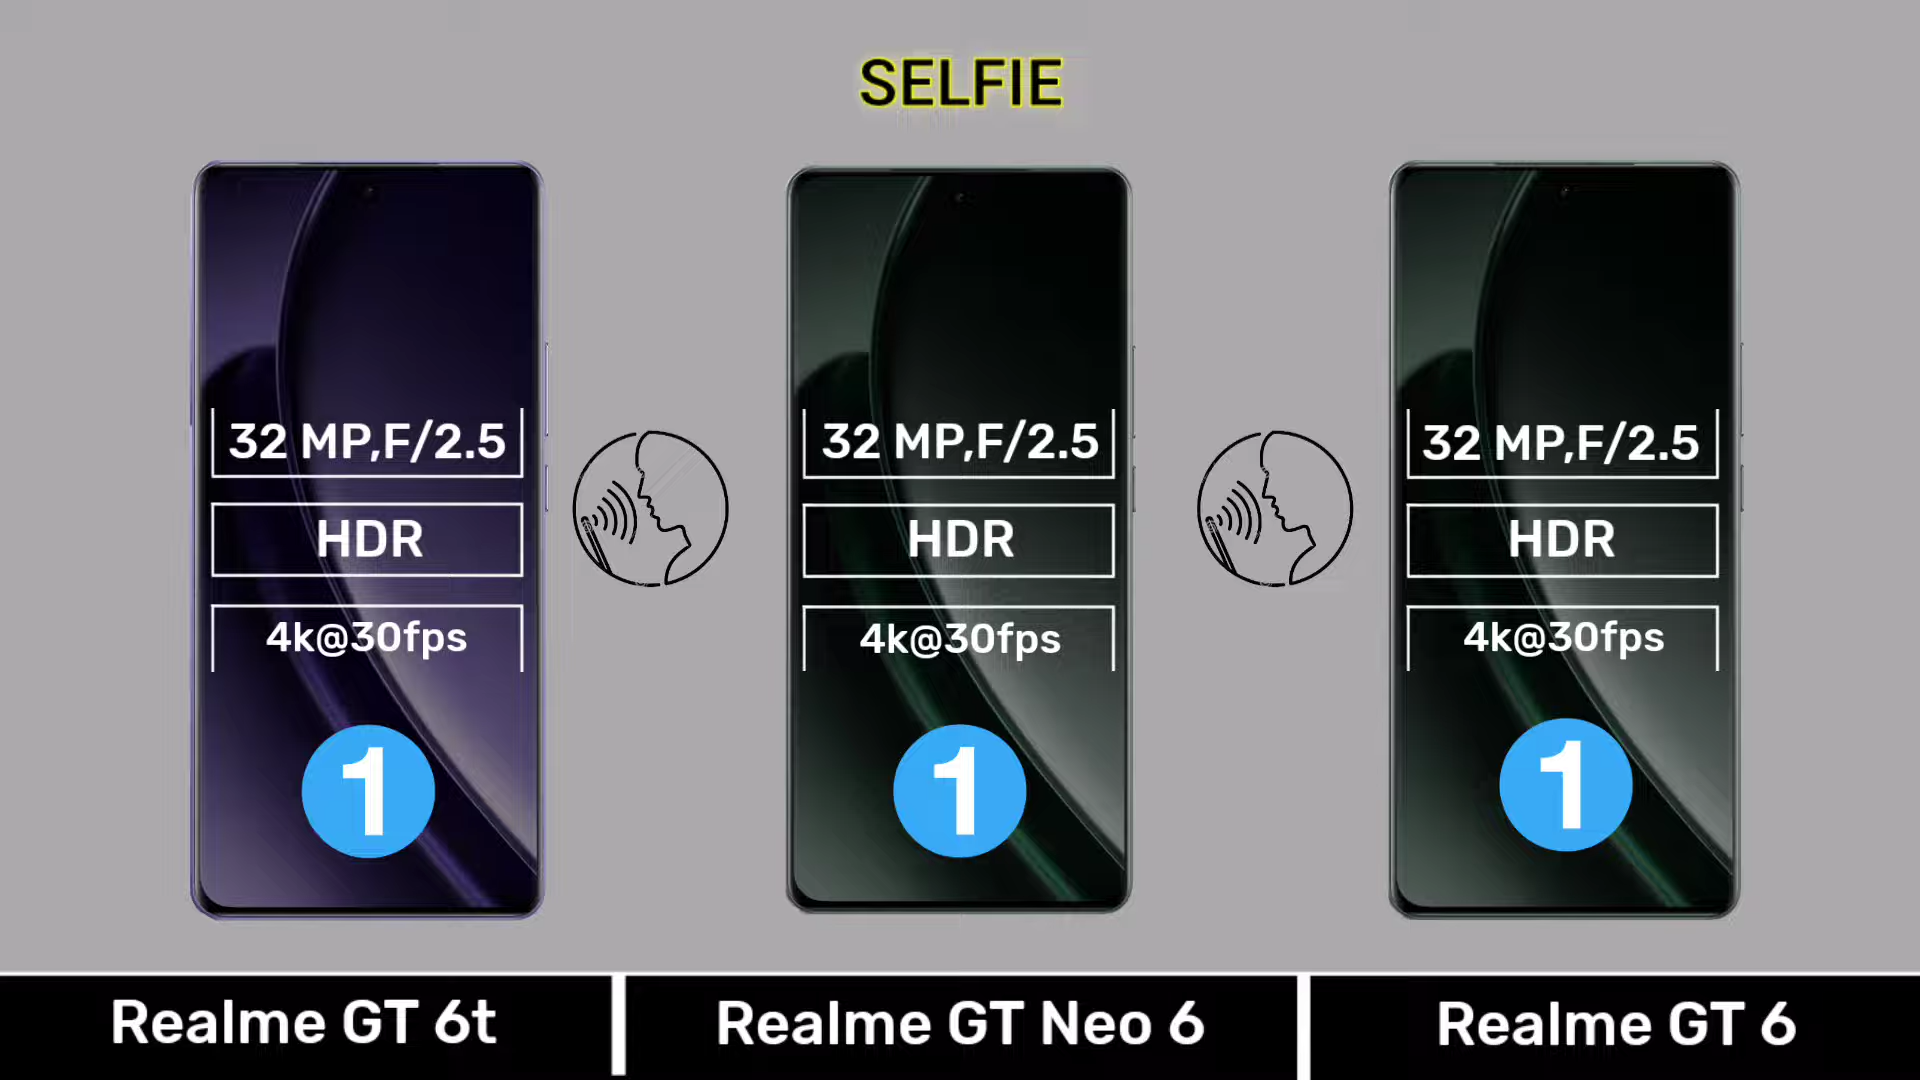 SELFIE
32 MP,F/2.5
HDR
4k@30fps
1
32 MP,F/2.5
HDR
4k@30fps
1
32 MP,F/2.5
HDR
4k@30fps
1
Realme GT 6t
Realme GT Neo 6
Realme GT 6